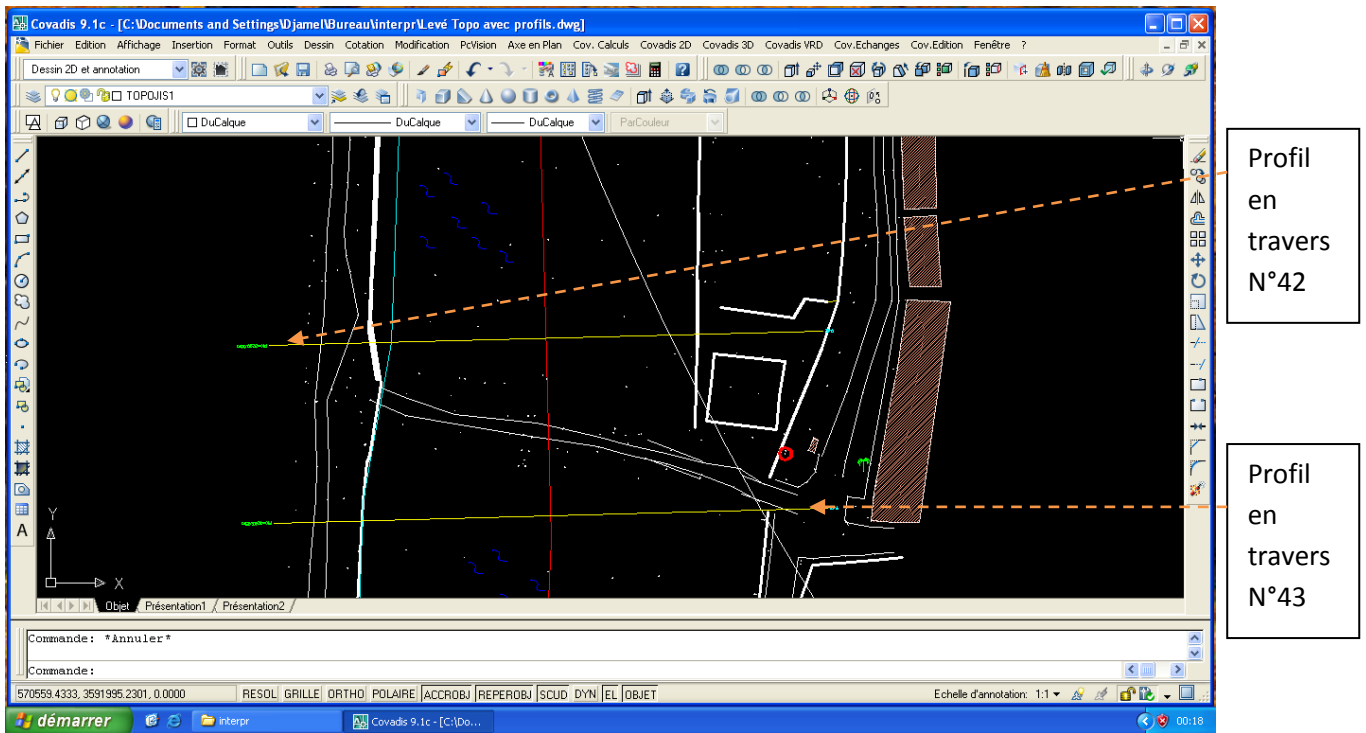 Covadis 9.1c - [C:\Documents and Settings\Djamel\Bureau\interpr\Levé Topo avec profils.dwg]
Fichier Edition Affichage Insertion Format Outils Dessin Cotation Modification PcVision Axe en Plan Cov. Calculs Covadis 2D Covadis 3D Covadis VRD Cov.Echanges Cov.Edition Fenêtre ?
Dessin 2D et annotation
TOPOJIS1
DuCalque DuCalque DuCalque ParCouleur
Profil
en
travers
N°42
Profil
en
travers
N°43
A
Y
X
Objet Présentation1 Présentation2
Commande: *Annuler*
Commande:
570559.4333, 3591995.2301, 0.0000 RESOL GRILLE ORTHO POLAIRE ACCROBJ REPEROBJ SCUD DYN EL OBJET Echelle d'annotation: 1:1
démarrer interpr Covadis 9.1c - [C:\Do... 00:18